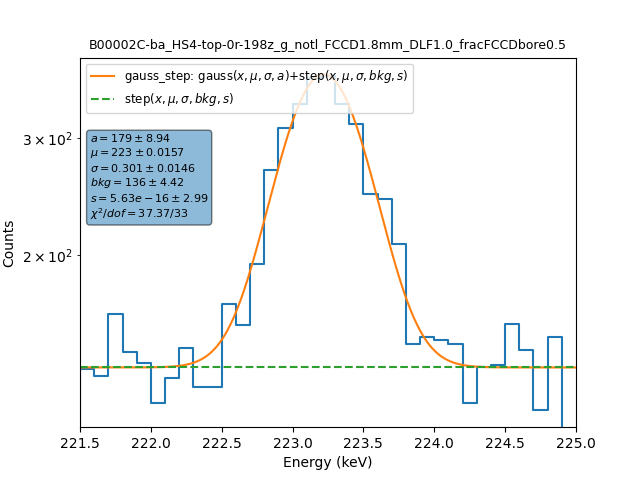 B00002C-ba_HS4-top-0r-198z_g_notl_FCCD1.8mm_DLF1.0_fracFCCDbore0.5
gauss_step: gauss(x, μ, σ, a)+step(x, μ, σ, bkg, s)
step(x, μ, σ, bkg, s)
a = 179 ± 8.94
μ = 223 ± 0.0157
σ = 0.301 ± 0.0146
bkg = 136 ± 4.42
s = 5.63e − 16 ± 2.99
χ²/dof = 37.37/33
3 × 10²
2 × 10²
Counts
221.5 222.0 222.5 223.0 223.5 224.0 224.5 225.0
Energy (keV)